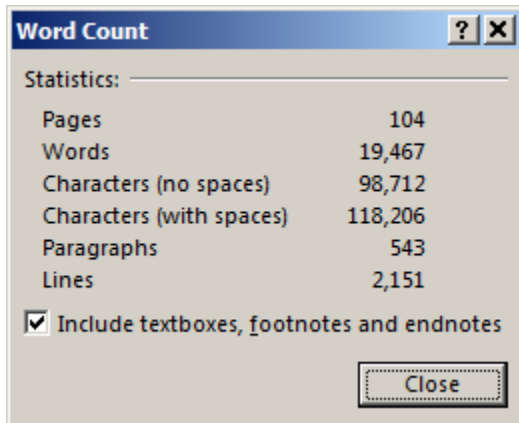 Word Count
Statistics:
Pages 104
Words 19,467
Characters (no spaces) 98,712
Characters (with spaces) 118,206
Paragraphs 543
Lines 2,151
Include textboxes, footnotes and endnotes
Close